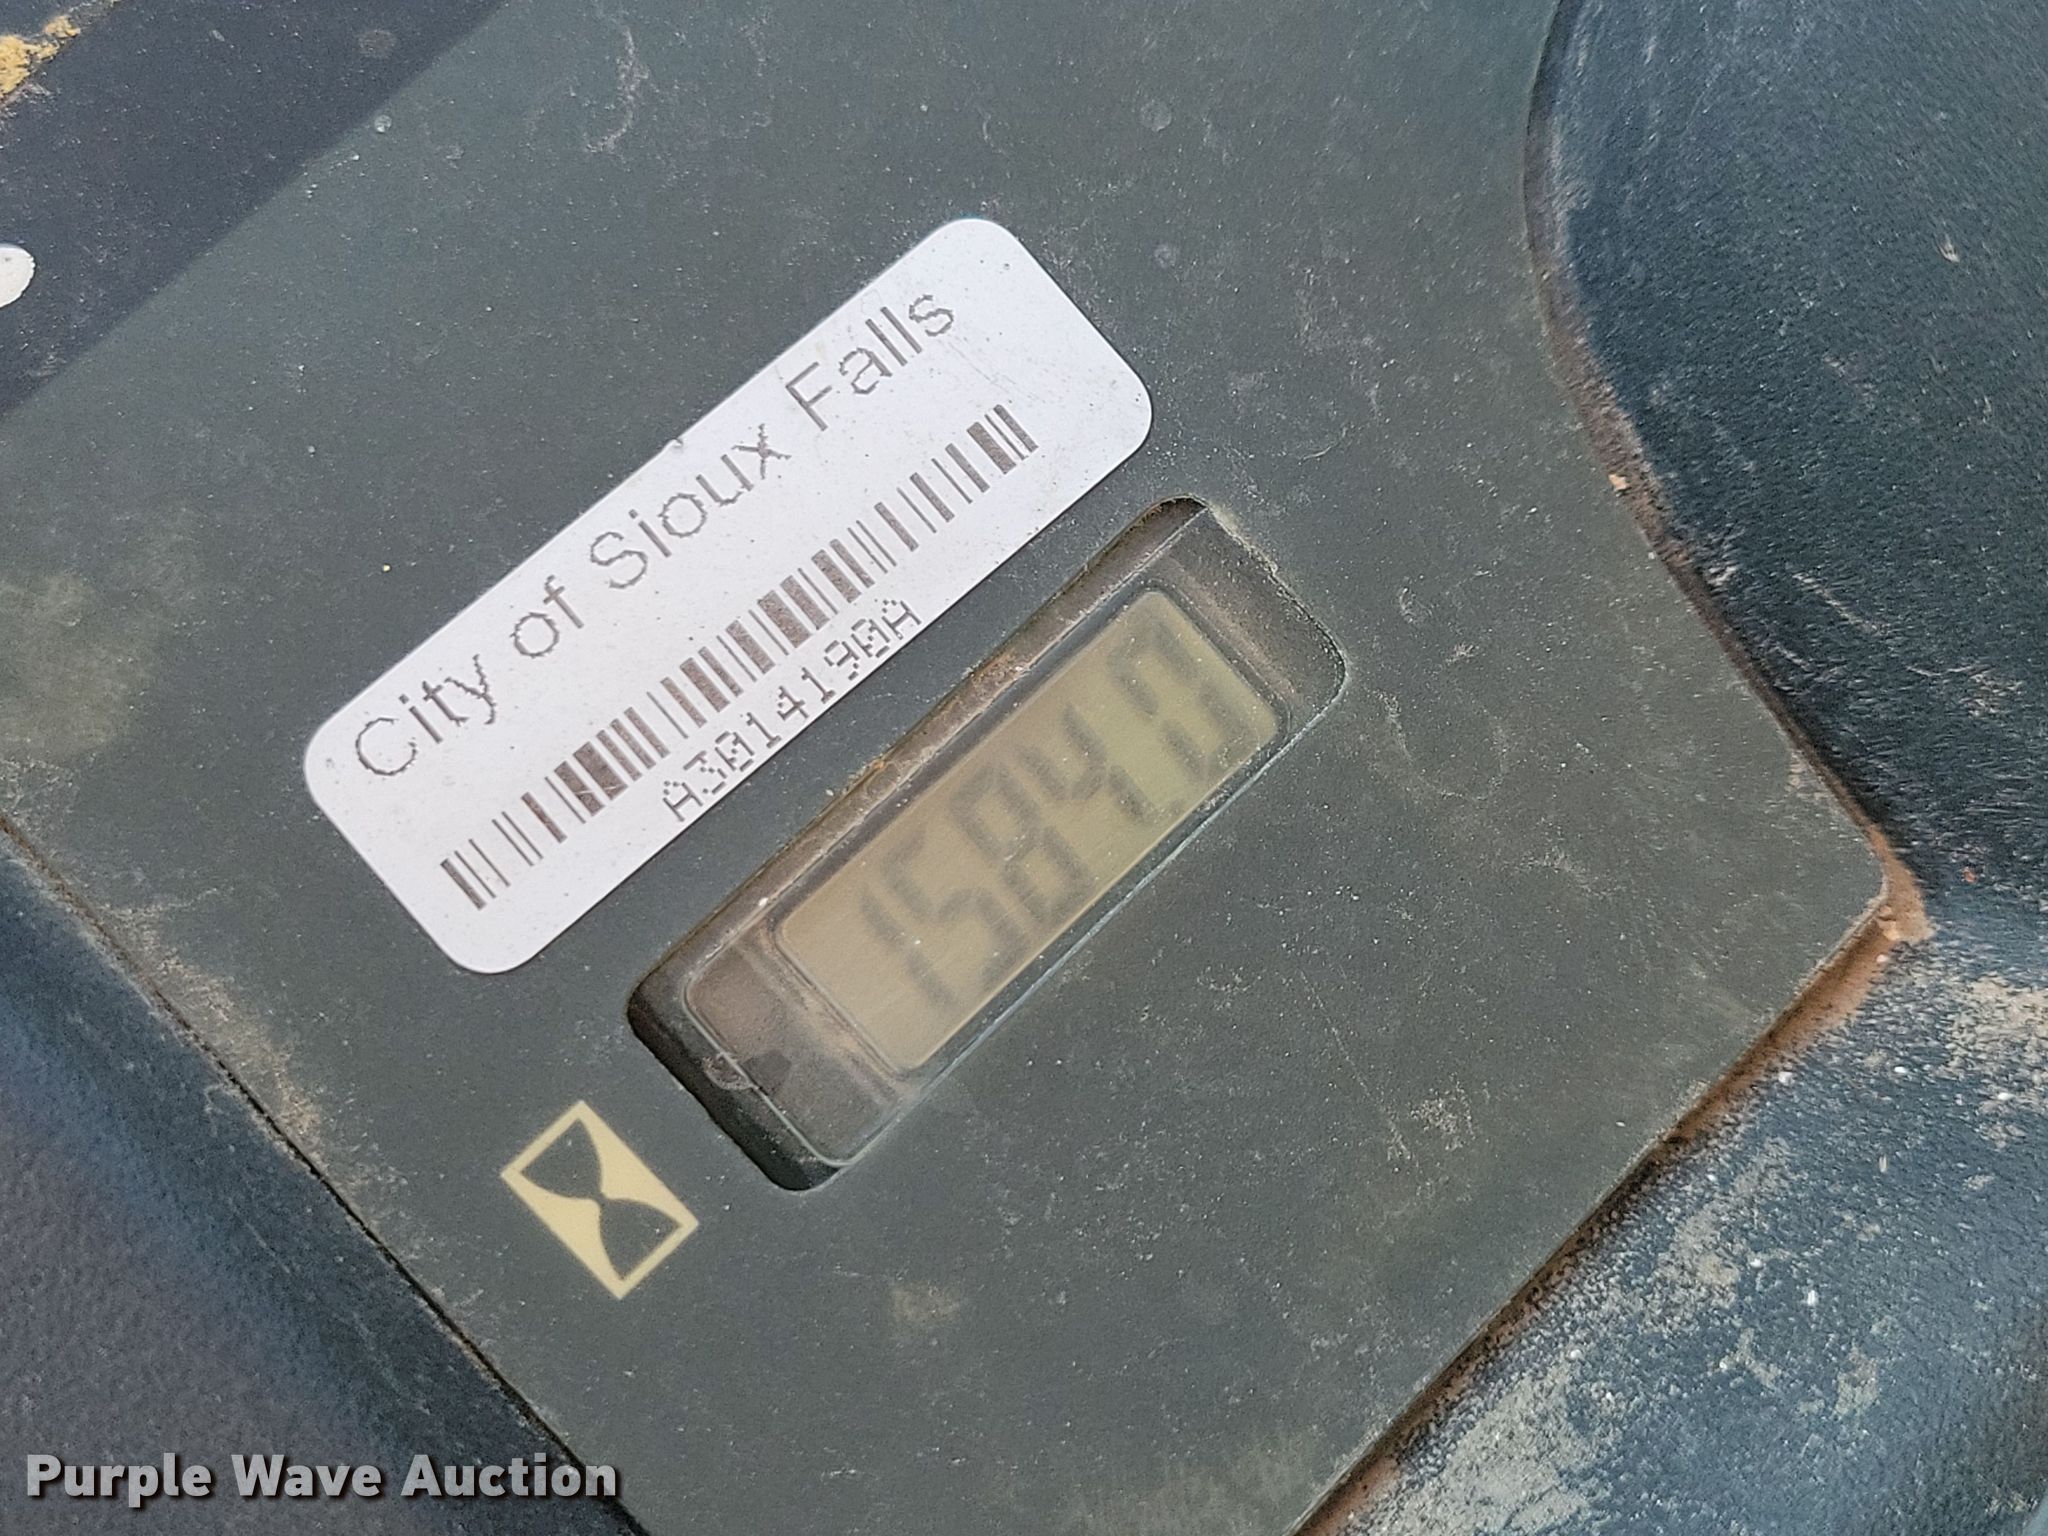 City of Sioux Falls
A3014190A
1584.0
Purple Wave Auction